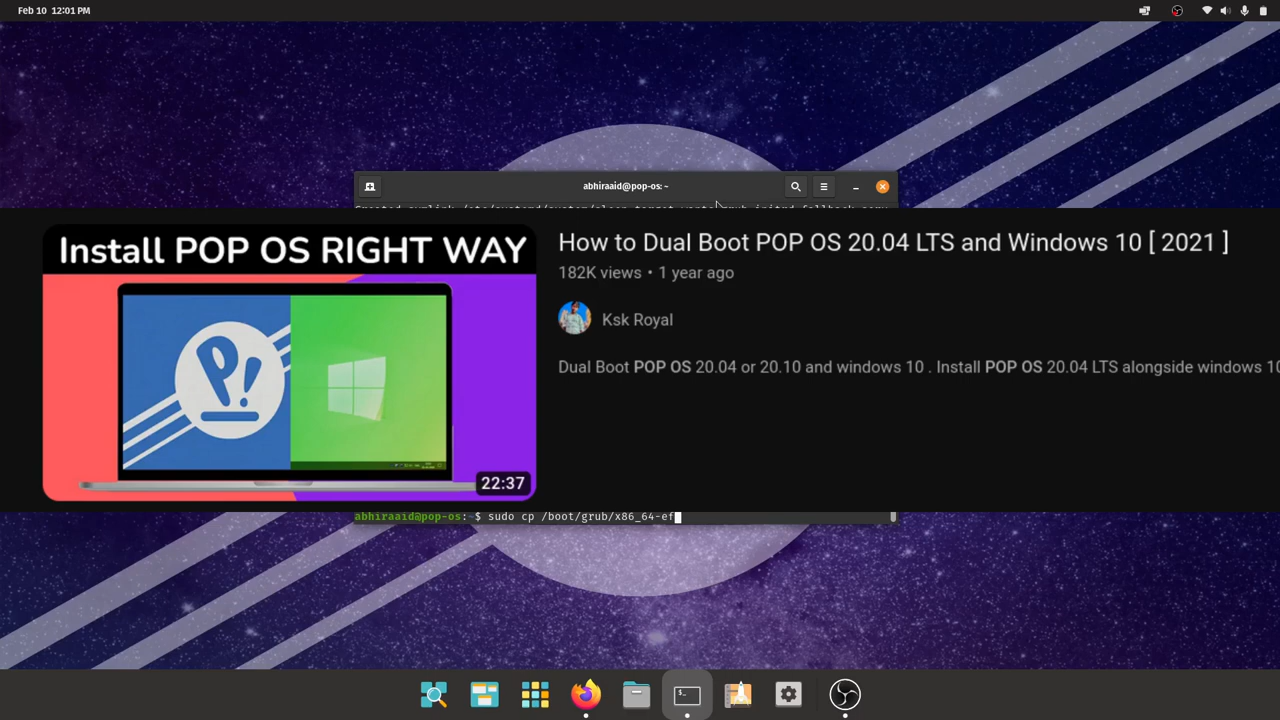 Feb 10 12:01 PM
abhiraaid@pop-os: ~
Install POP OS RIGHT WAY
22:37
How to Dual Boot POP OS 20.04 LTS and Windows 10 [ 2021 ]
182K views • 1 year ago
Ksk Royal
Dual Boot POP OS 20.04 or 20.10 and windows 10 . Install POP OS 20.04 LTS alongside windows 10
abhiraaid@pop-os:~$ sudo cp /boot/grub/x86_64-ef